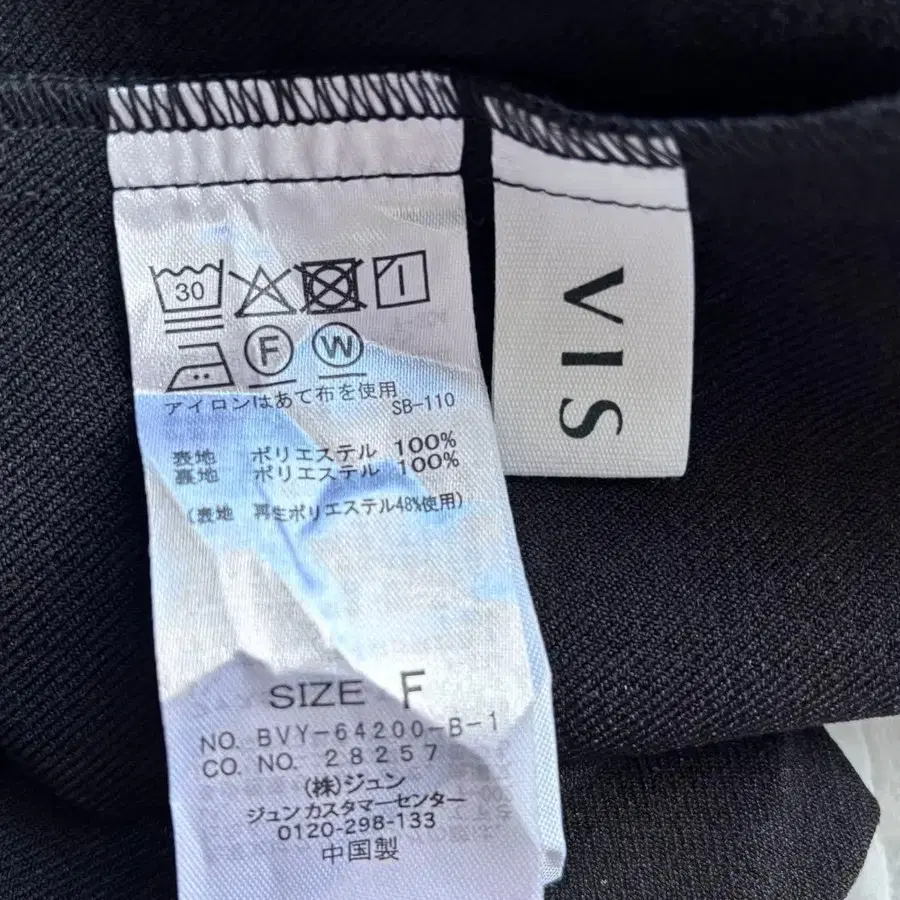 30
F W
アイロンはあて布を使用
SB-110
表地 ポリエステル 100%
裏地 ポリエステル 100%
(表地 再生ポリエステル48%使用)
SIZE F
NO. BVY-64200-B-1
CO. NO. 28257
(株)ジュン
ジュンカスタマーセンター
0120-298-133
中国製
VIS